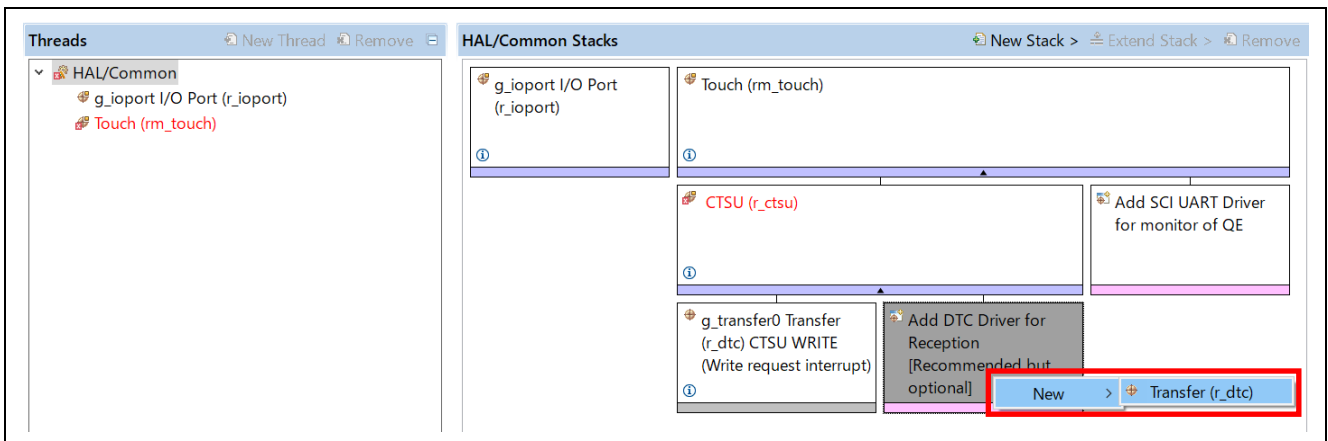 Threads
New Thread
Remove
HAL/Common
g_ioport I/O Port (r_ioport)
Touch (rm_touch)
HAL/Common Stacks
New Stack >
Extend Stack >
Remove
g_ioport I/O Port
(r_ioport)
Touch (rm_touch)
CTSU (r_ctsu)
Add SCI UART Driver
for monitor of QE
g_transfer0 Transfer
(r_dtc) CTSU WRITE
(Write request interrupt)
Add DTC Driver for
Reception
[Recommended but
optional]
New >
Transfer (r_dtc)